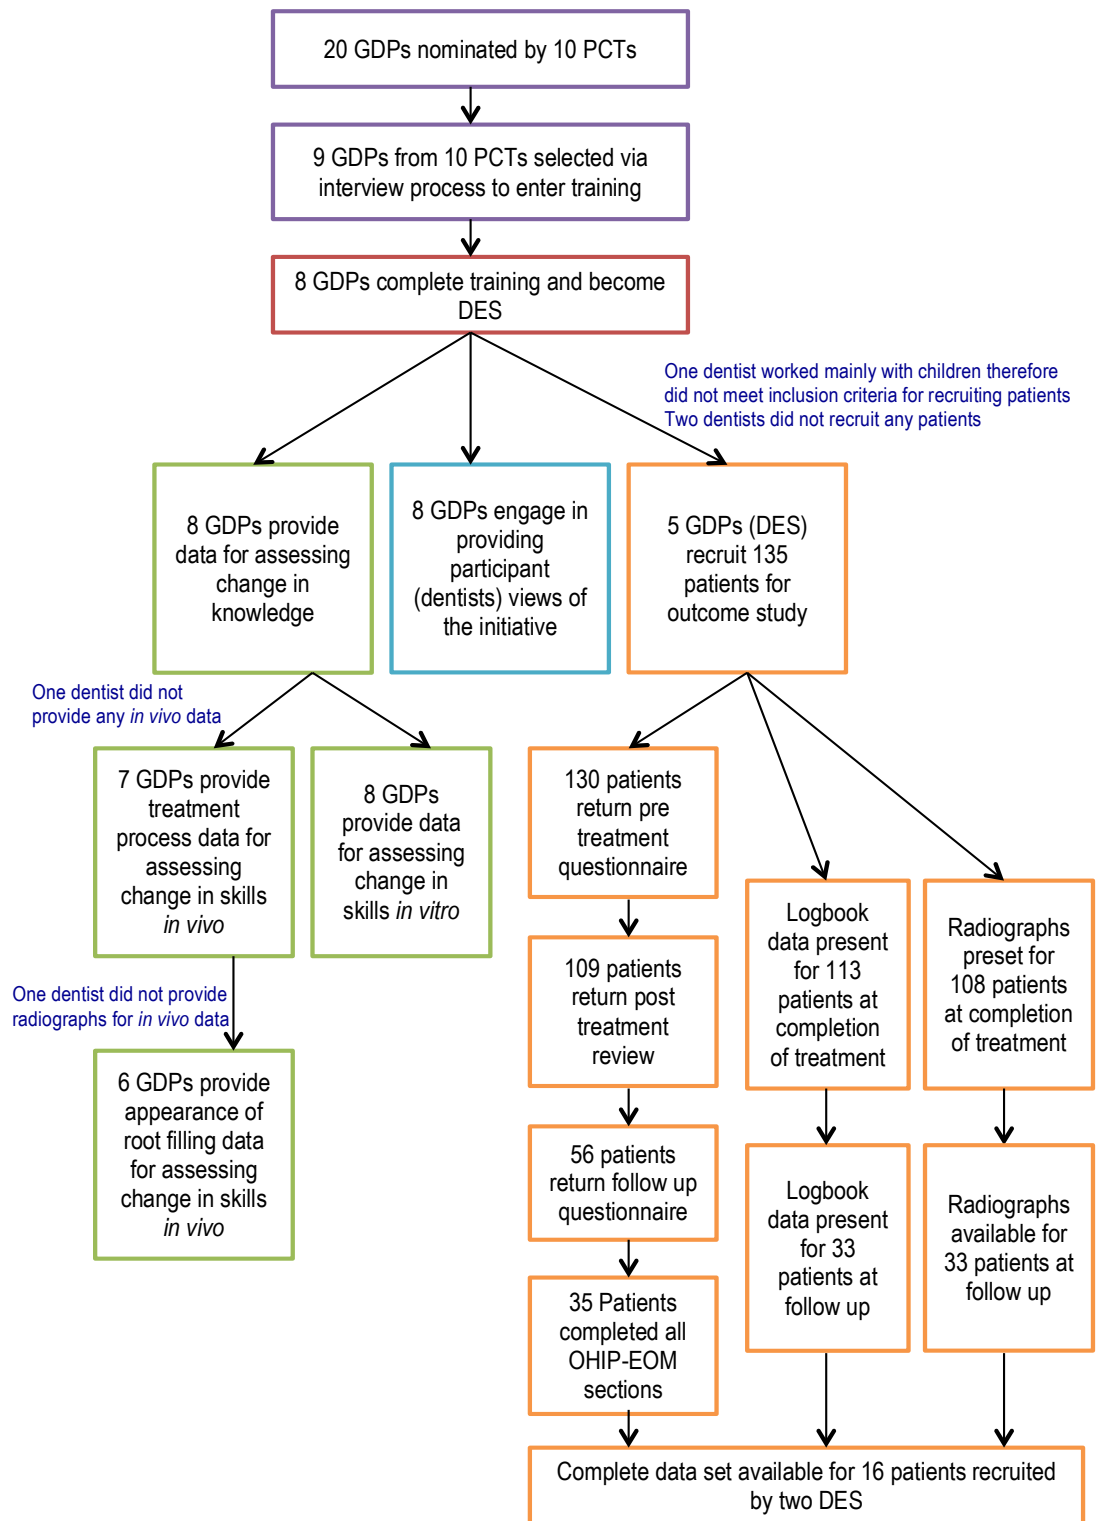 20 GDPs nominated by 10 PCTs
9 GDPs from 10 PCTs selected via
interview process to enter training
8 GDPs complete training and become
DES
One dentist worked mainly with children therefore
did not meet inclusion criteria for recruiting patients
Two dentists did not recruit any patients
8 GDPs provide
data for assessing
change in
knowledge
8 GDPs engage in
providing
participant
(dentists) views of
the initiative
5 GDPs (DES)
recruit 135
patients for
outcome study
One dentist did not
provide any in vivo data
7 GDPs provide
treatment
process data for
assessing
change in skills
in vivo
8 GDPs
provide data
for assessing
change in
skills in vitro
130 patients
return pre
treatment
questionnaire
Logbook
data present
for 113
patients at
completion
of treatment
Radiographs
preset for
108 patients
at completion
of treatment
109 patients
return post
treatment
review
One dentist did not provide
radiographs for in vivo data
6 GDPs provide
appearance of
root filling data
for assessing
change in skills
in vivo
56 patients
return follow up
questionnaire
Logbook
data present
for 33
patients at
follow up
Radiographs
available for
33 patients at
follow up
35 Patients
completed all
OHIP-EOM
sections
Complete data set available for 16 patients recruited
by two DES